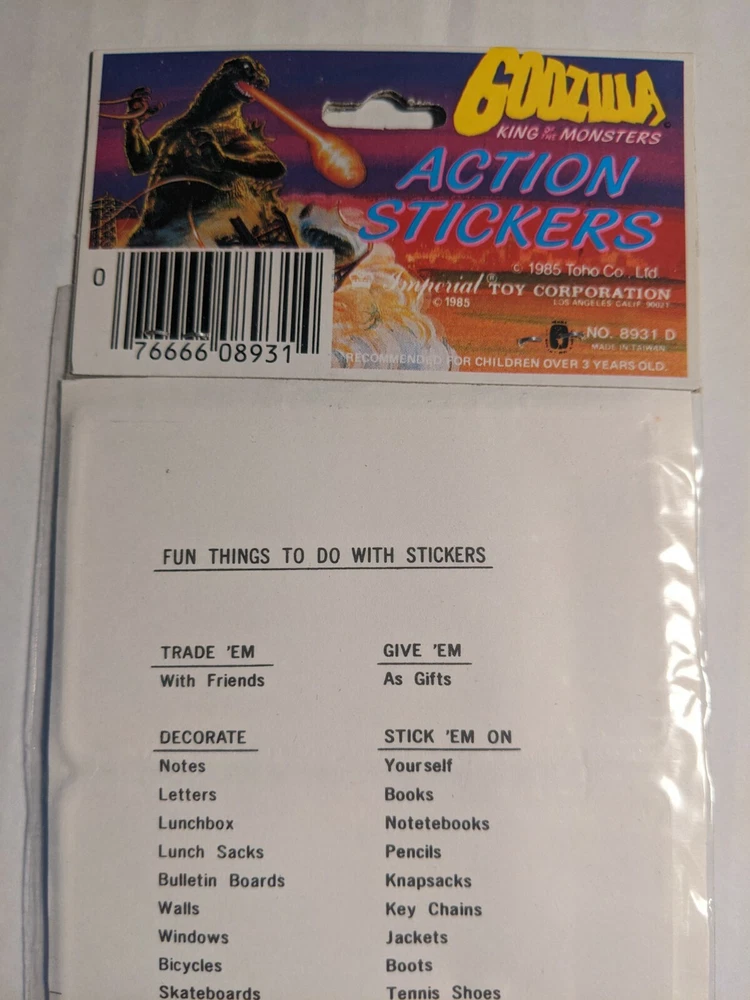 GODZILLA
KING OF THE MONSTERS
ACTION
STICKERS
© 1985 Toho Co., Ltd.
Imperial® TOY CORPORATION
© 1985 LOS ANGELES, CALIF. 90021
NO. 8931 D
MADE IN TAIWAN
RECOMMENDED FOR CHILDREN OVER 3 YEARS OLD.
0 76666 08931
FUN THINGS TO DO WITH STICKERS
TRADE 'EM
With Friends
GIVE 'EM
As Gifts
DECORATE
Notes
Letters
Lunchbox
Lunch Sacks
Bulletin Boards
Walls
Windows
Bicycles
Skateboards
STICK 'EM ON
Yourself
Books
Notetebooks
Pencils
Knapsacks
Key Chains
Jackets
Boots
Tennis Shoes